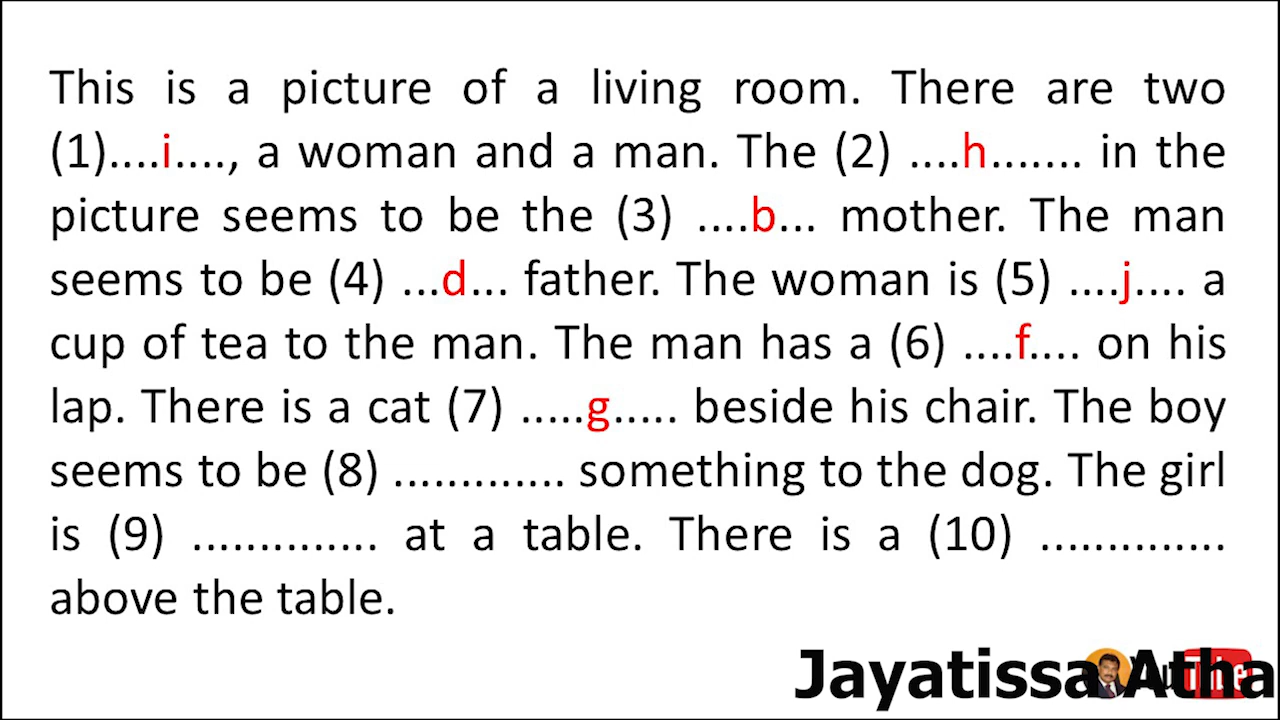 This is a picture of a living room. There are two
(1)....i...., a woman and a man. The (2) ....h....... in the
picture seems to be the (3) ....b... mother. The man
seems to be (4) ...d... father. The woman is (5) ....j.... a
cup of tea to the man. The man has a (6) ....f.... on his
lap. There is a cat (7) .....g..... beside his chair. The boy
seems to be (8) ............. something to the dog. The girl
is (9) .............. at a table. There is a (10) ..............
above the table.
Jayatissa Atha